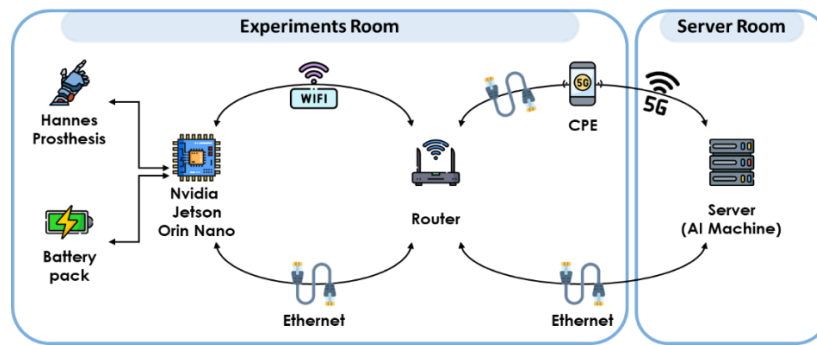 Experiments Room
Server Room
Hannes
Prosthesis
WIFI
5G
CPE
5G
Nvidia
Jetson
Orin Nano
Router
Server
(AI Machine)
Battery
pack
Ethernet
Ethernet